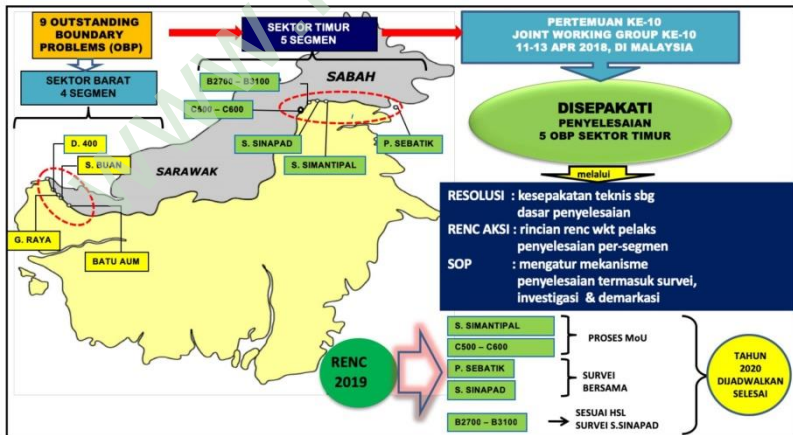 9 OUTSTANDING
BOUNDARY
PROBLEMS (OBP)
SEKTOR TIMUR
5 SEGMEN
PERTEMUAN KE-10
JOINT WORKING GROUP KE-10
11-13 APR 2018, DI MALAYSIA
SEKTOR BARAT
4 SEGMEN
B2700 – B3100
C500 – C600
SABAH
S. SINAPAD
P. SEBATIK
S. SIMANTIPAL
D. 400
S. BUAN
SARAWAK
G. RAYA
BATU AUM
DISEPAKATI
PENYELESAIAN
5 OBP SEKTOR TIMUR
melalui
RESOLUSI : kesepakatan teknis sbg
dasar penyelesaian
RENC AKSI : rincian renc wkt pelaks
penyelesaian per-segmen
SOP : mengatur mekanisme
penyelesaian termasuk survei,
investigasi & demarkasi
RENC
2019
S. SIMANTIPAL
C500 – C600
PROSES MoU
P. SEBATIK
S. SINAPAD
SURVEI
BERSAMA
B2700 – B3100
SESUAI HSL
SURVEI S.SINAPAD
TAHUN
2020
DIJADWALKAN
SELESAI
www.